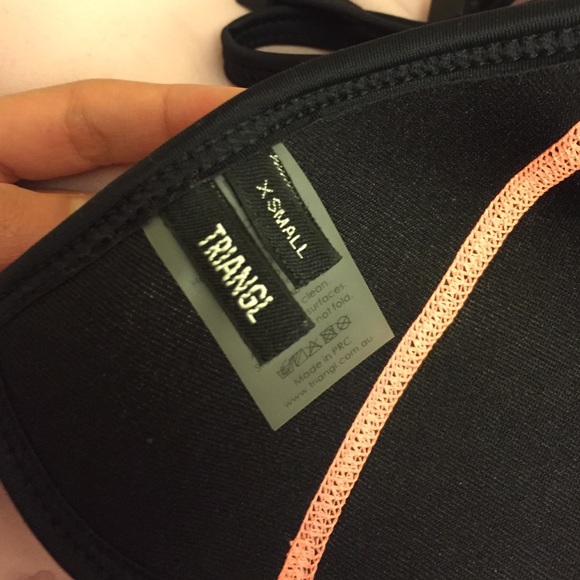 X SMALL
TRIANGL
clean
surfaces.
not fold.
Made in PRC.
www.triangl.com.au